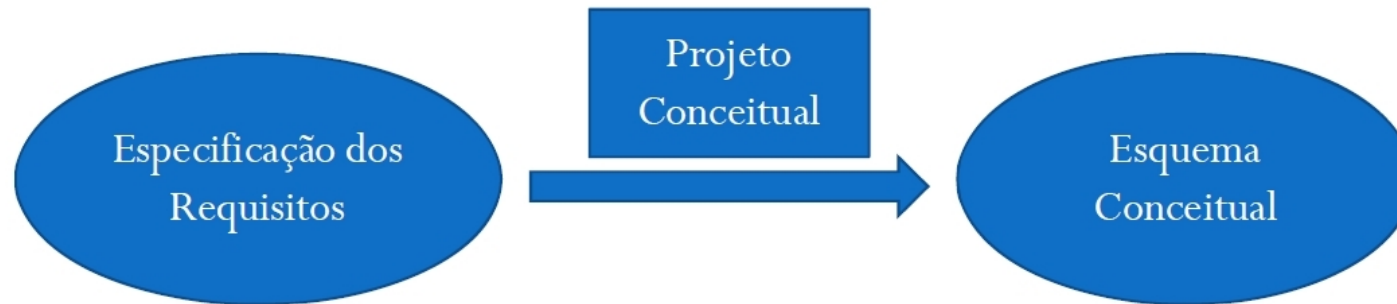 Especificação dos
Requisitos
Projeto
Conceitual
Esquema
Conceitual